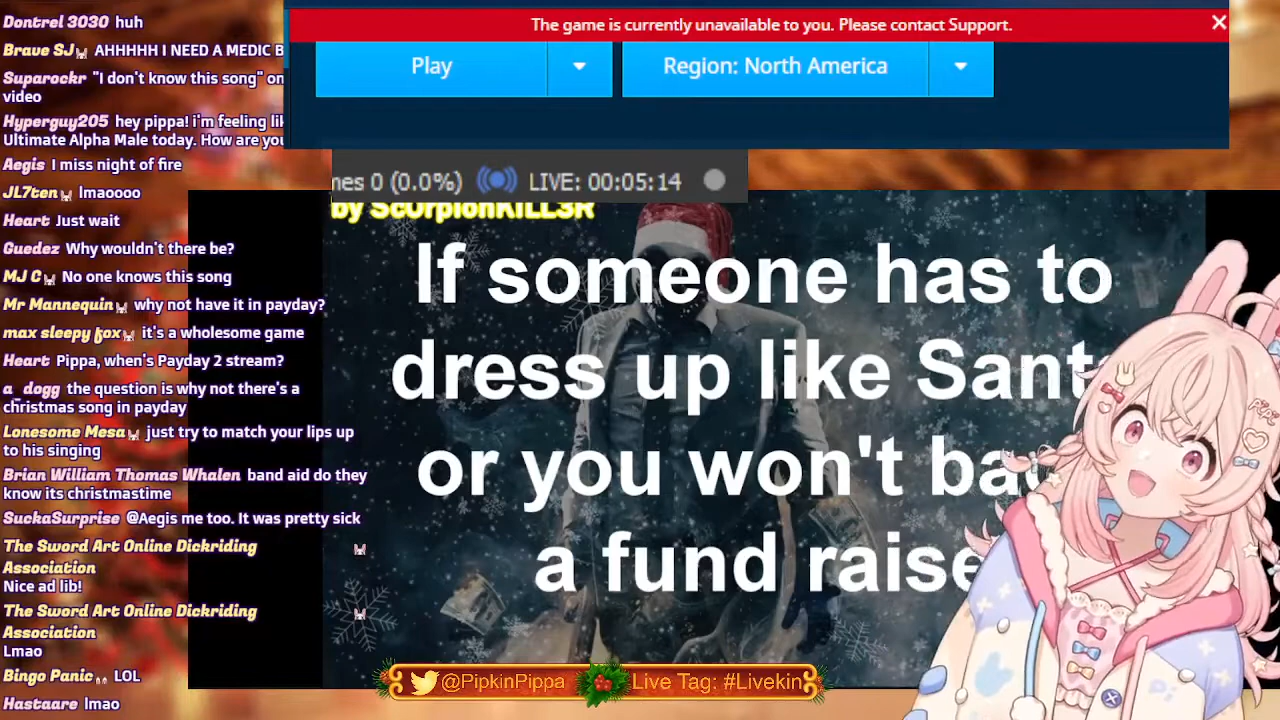 Dontrel 3030 huh
Brave SJ AHHHHH I NEED A MEDIC B
Suparockr "I don't know this song" on
video
Hyperguy205 hey pippa! i'm feeling lik
Ultimate Alpha Male today. How are you
Aegis I miss night of fire
JL7ten lmaoooo
Heart Just wait
Guedez Why wouldn't there be?
MJ C No one knows this song
Mr Mannequin why not have it in payday?
max sleepy fox it's a wholesome game
Heart Pippa, when's Payday 2 stream?
a_dogg the question is why not there's a
christmas song in payday
Lonesome Mesa just try to match your lips up
to his singing
Brian William Thomas Whalen band aid do they
know its christmastime
SuckaSurprise @Aegis me too. It was pretty sick
The Sword Art Online Dickriding
Association
Nice ad lib!
The Sword Art Online Dickriding
Association
Lmao
Bingo Panic LOL
Hastaare lmao
The game is currently unavailable to you. Please contact Support.
Play
Region: North America
nes 0 (0.0%) LIVE: 00:05:14
by ScOrpionKILL3R
If someone has to
dress up like Sant
or you won't ba
a fund raise
@PipkinPippa Live Tag: #Livekin